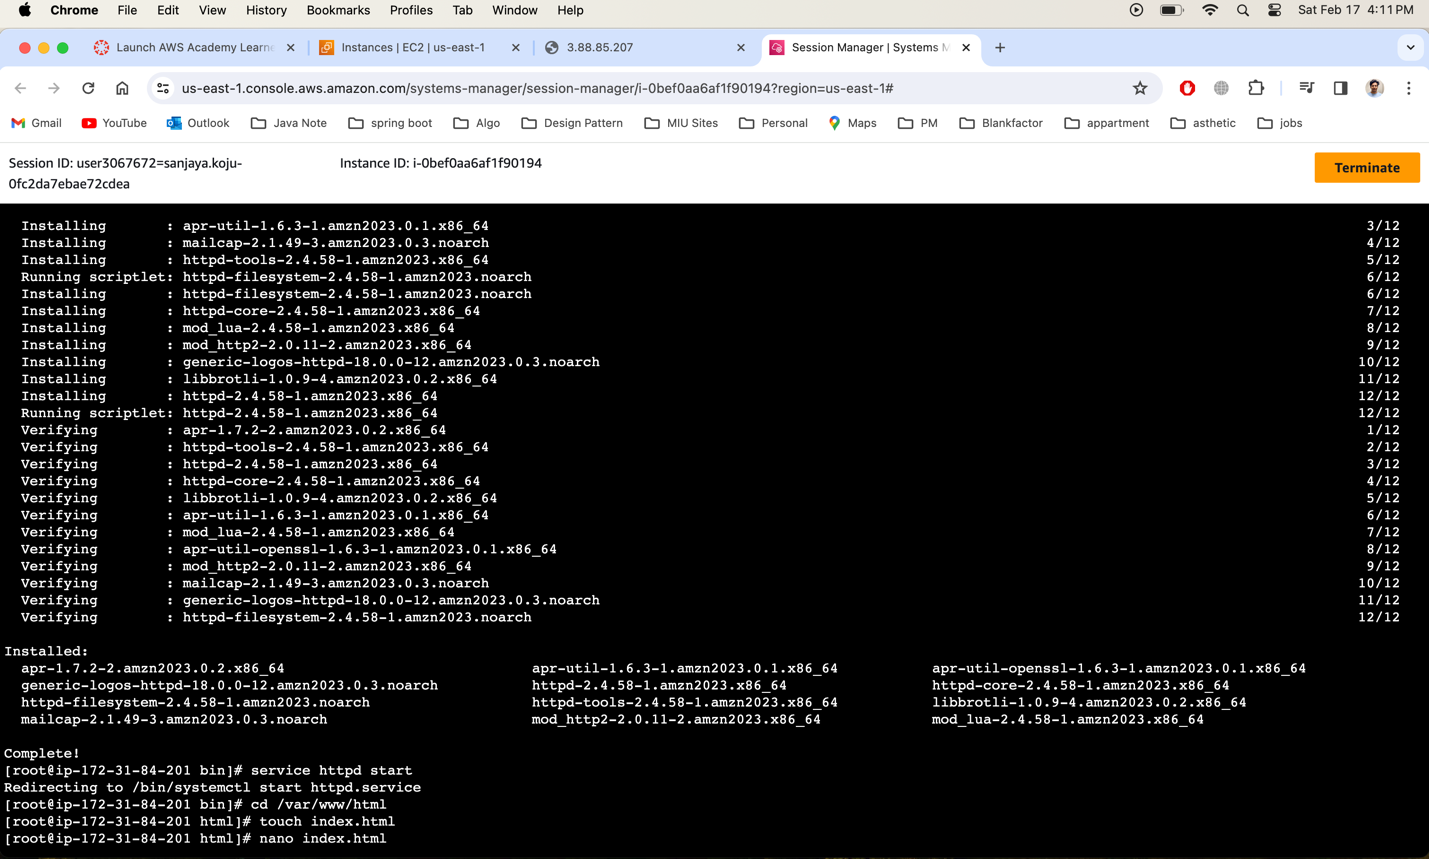 Chrome File Edit View History Bookmarks Profiles Tab Window Help Sat Feb 17 4:11 PM
Launch AWS Academy Learne Instances | EC2 | us-east-1 3.88.85.207 Session Manager | Systems M
us-east-1.console.aws.amazon.com/systems-manager/session-manager/i-0bef0aa6af1f90194?region=us-east-1#
Gmail YouTube Outlook Java Note spring boot Algo Design Pattern MIU Sites Personal Maps PM Blankfactor appartment asthetic jobs
Session ID: user3067672=sanjaya.koju-
0fc2da7ebae72cdea
Instance ID: i-0bef0aa6af1f90194
Terminate
Installing : apr-util-1.6.3-1.amzn2023.0.1.x86_64 3/12
Installing : mailcap-2.1.49-3.amzn2023.0.3.noarch 4/12
Installing : httpd-tools-2.4.58-1.amzn2023.x86_64 5/12
Running scriptlet: httpd-filesystem-2.4.58-1.amzn2023.noarch 6/12
Installing : httpd-filesystem-2.4.58-1.amzn2023.noarch 6/12
Installing : httpd-core-2.4.58-1.amzn2023.x86_64 7/12
Installing : mod_lua-2.4.58-1.amzn2023.x86_64 8/12
Installing : mod_http2-2.0.11-2.amzn2023.x86_64 9/12
Installing : generic-logos-httpd-18.0.0-12.amzn2023.0.3.noarch 10/12
Installing : libbrotli-1.0.9-4.amzn2023.0.2.x86_64 11/12
Installing : httpd-2.4.58-1.amzn2023.x86_64 12/12
Running scriptlet: httpd-2.4.58-1.amzn2023.x86_64 12/12
Verifying : apr-1.7.2-2.amzn2023.0.2.x86_64 1/12
Verifying : httpd-tools-2.4.58-1.amzn2023.x86_64 2/12
Verifying : httpd-2.4.58-1.amzn2023.x86_64 3/12
Verifying : httpd-core-2.4.58-1.amzn2023.x86_64 4/12
Verifying : libbrotli-1.0.9-4.amzn2023.0.2.x86_64 5/12
Verifying : apr-util-1.6.3-1.amzn2023.0.1.x86_64 6/12
Verifying : mod_lua-2.4.58-1.amzn2023.x86_64 7/12
Verifying : apr-util-openssl-1.6.3-1.amzn2023.0.1.x86_64 8/12
Verifying : mod_http2-2.0.11-2.amzn2023.x86_64 9/12
Verifying : mailcap-2.1.49-3.amzn2023.0.3.noarch 10/12
Verifying : generic-logos-httpd-18.0.0-12.amzn2023.0.3.noarch 11/12
Verifying : httpd-filesystem-2.4.58-1.amzn2023.noarch 12/12
Installed:
apr-1.7.2-2.amzn2023.0.2.x86_64 apr-util-1.6.3-1.amzn2023.0.1.x86_64 apr-util-openssl-1.6.3-1.amzn2023.0.1.x86_64
generic-logos-httpd-18.0.0-12.amzn2023.0.3.noarch httpd-2.4.58-1.amzn2023.x86_64 httpd-core-2.4.58-1.amzn2023.x86_64
httpd-filesystem-2.4.58-1.amzn2023.noarch httpd-tools-2.4.58-1.amzn2023.x86_64 libbrotli-1.0.9-4.amzn2023.0.2.x86_64
mailcap-2.1.49-3.amzn2023.0.3.noarch mod_http2-2.0.11-2.amzn2023.x86_64 mod_lua-2.4.58-1.amzn2023.x86_64
Complete!
[root@ip-172-31-84-201 bin]# service httpd start
Redirecting to /bin/systemctl start httpd.service
[root@ip-172-31-84-201 bin]# cd /var/www/html
[root@ip-172-31-84-201 html]# touch index.html
[root@ip-172-31-84-201 html]# nano index.html